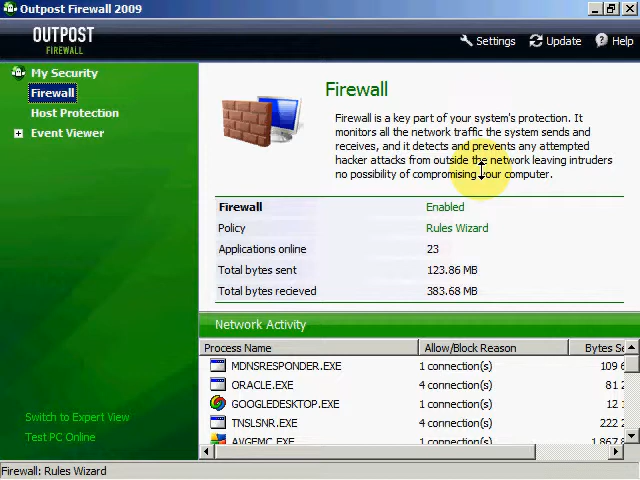 Outpost Firewall 2009
OUTPOST
FIREWALL
Settings
Update
Help
My Security
Firewall
Host Protection
Event Viewer
Firewall
Firewall is a key part of your system's protection. It
monitors all the network traffic the system sends and
receives, and it detects and prevents any attempted
hacker attacks from outside the network leaving intruders
no possibility of compromising your computer.
Firewall Enabled
Policy Rules Wizard
Applications online 23
Total bytes sent 123.86 MB
Total bytes recieved 383.68 MB
Network Activity
Process Name Allow/Block Reason Bytes Se
MDNSRESPONDER.EXE 1 connection(s) 109 6
ORACLE.EXE 4 connection(s) 81 2
GOOGLEDESKTOP.EXE 1 connection(s) 12 1
TNSLSNR.EXE 4 connection(s) 222 2
AVGEMC.EXE 1 connection(s) 1 867 8
Switch to Expert View
Test PC Online
Firewall: Rules Wizard